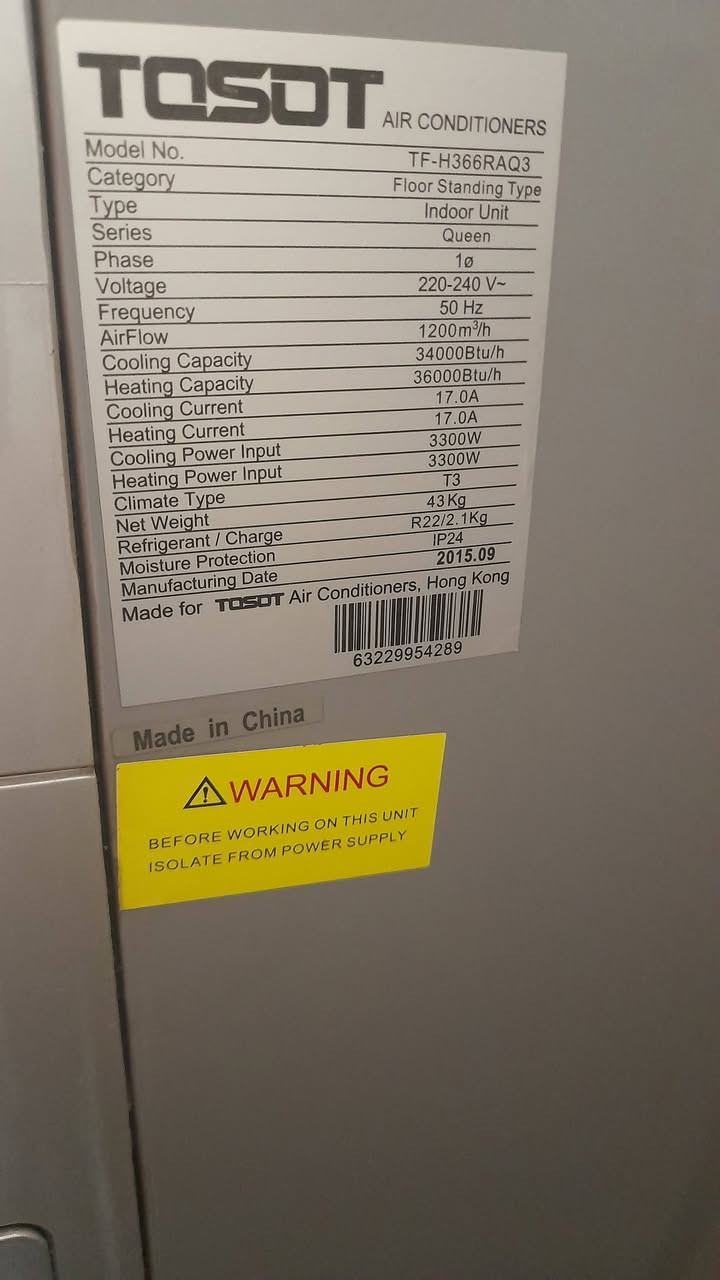 TOSOT AIR CONDITIONERS
Model No. TF-H366RAQ3
Category Floor Standing Type
Type Indoor Unit
Series Queen
Phase 1ø
Voltage 220-240 V~
Frequency 50 Hz
AirFlow 1200m³/h
Cooling Capacity 34000Btu/h
Heating Capacity 36000Btu/h
Cooling Current 17.0A
Heating Current 17.0A
Cooling Power Input 3300W
Heating Power Input 3300W
Climate Type T3
Net Weight 43Kg
Refrigerant / Charge R22/2.1Kg
Moisture Protection IP24
Manufacturing Date 2015.09
Made for TOSOT Air Conditioners, Hong Kong
63229954289
Made in China
WARNING
BEFORE WORKING ON THIS UNIT
ISOLATE FROM POWER SUPPLY